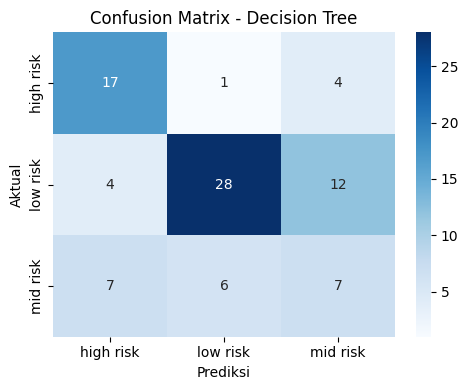 Confusion Matrix - Decision Tree
high risk
17
1
4
Aktual
low risk
4
28
12
mid risk
7
6
7
high risk
low risk
mid risk
Prediksi
25
20
15
10
5